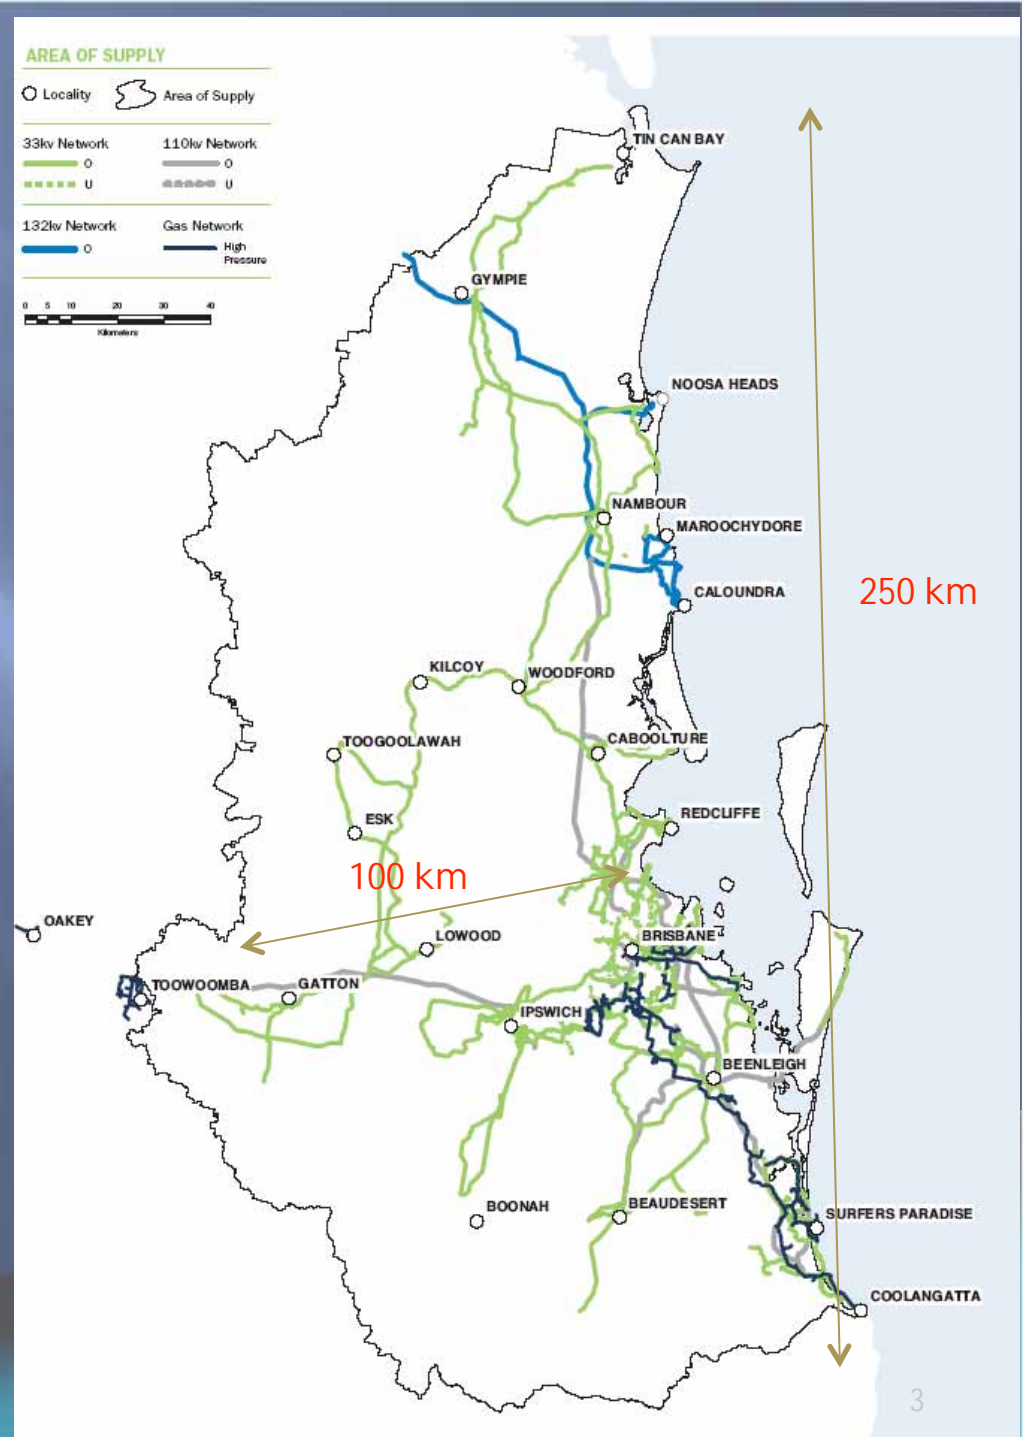 AREA OF SUPPLY
Locality
Area of Supply
33kv Network
110kv Network
O
O
U
U
132kv Network
Gas Network
O
High
Pressure
0 5 10 20 30 40
Kilometers
TIN CAN BAY
GYMPIE
NOOSA HEADS
NAMBOUR
MAROOCHYDORE
CALOUNDRA
250 km
KILCOY
WOODFORD
TOOGOOLAWAH
CABOOLTURE
ESK
REDCLIFFE
100 km
OAKEY
LOWOOD
BRISBANE
TOOWOOMBA
GATTON
IPSWICH
BEENLEIGH
BOONAH
BEAUDESERT
SURFERS PARADISE
COOLANGATTA
3